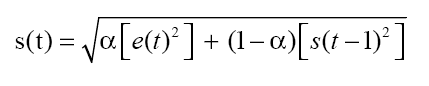 s(t) = √α[e(t)²] + (1−α)[s(t−1)²]